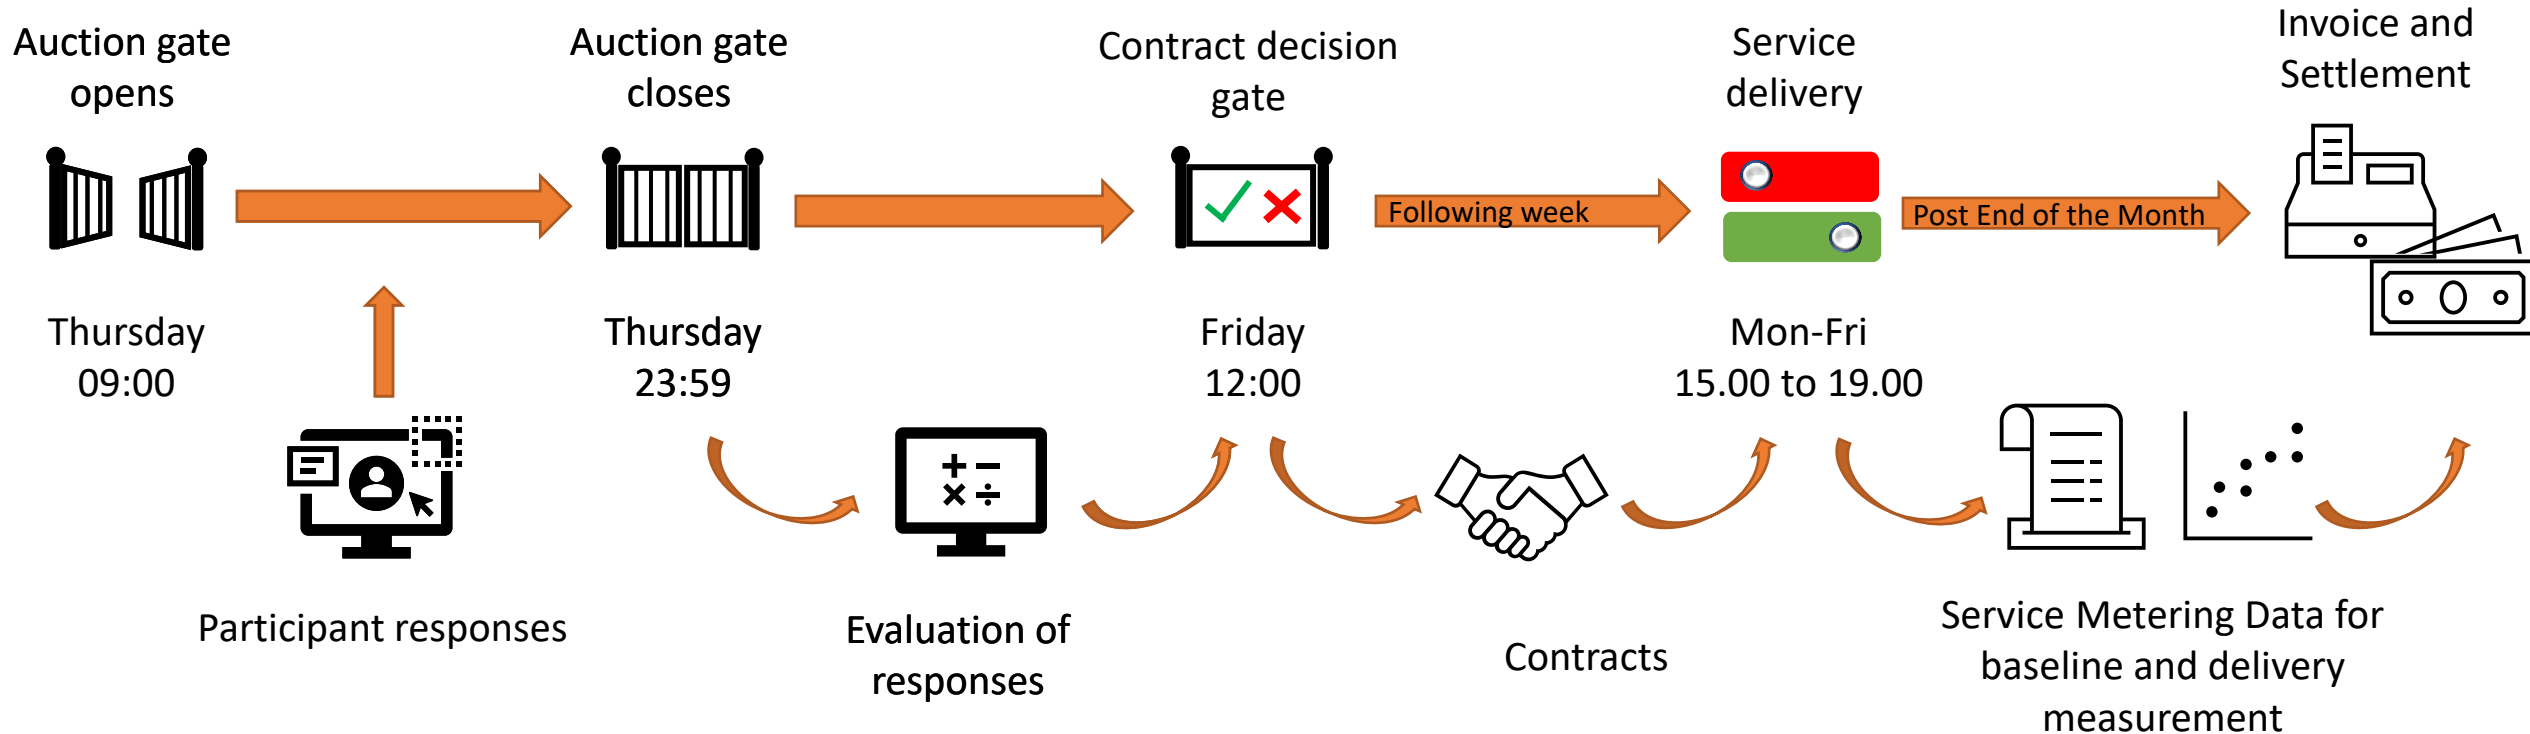 Auction gate
opens
Auction gate
closes
Contract decision
gate
Service
delivery
Invoice and
Settlement
Following week
Post End of the Month
Thursday
09:00
Thursday
23:59
Friday
12:00
Mon-Fri
15.00 to 19.00
Participant responses
Evaluation of
responses
Contracts
Service Metering Data for
baseline and delivery
measurement